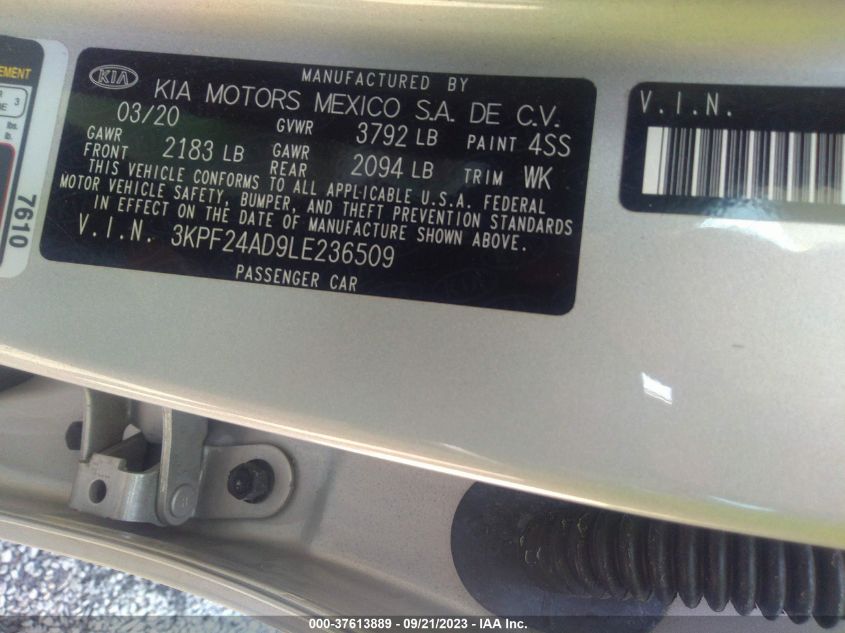 EMENT
3
lbs.
7610
KIA
MANUFACTURED BY
KIA MOTORS MEXICO S.A. DE C.V.
03/20 GVWR 3792 LB PAINT 4SS
GAWR FRONT 2183 LB GAWR REAR 2094 LB TRIM WK
THIS VEHICLE CONFORMS TO ALL APPLICABLE U.S.A. FEDERAL
MOTOR VEHICLE SAFETY, BUMPER, AND THEFT PREVENTION STANDARDS
IN EFFECT ON THE DATE OF MANUFACTURE SHOWN ABOVE.
V.I.N. 3KPF24AD9LE236509
PASSENGER CAR
V.I.N.
000-37613889 - 09/21/2023 - IAA Inc.